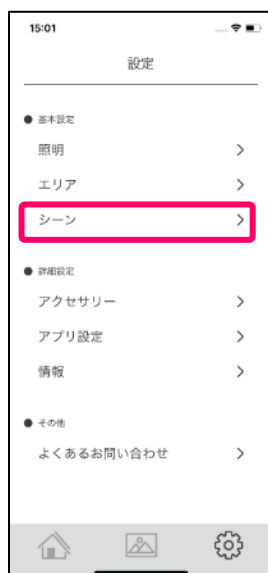 15:01
設定
基本設定
照明
エリア
シーン
詳細設定
アクセサリー
アプリ設定
情報
その他
よくあるお問い合わせ